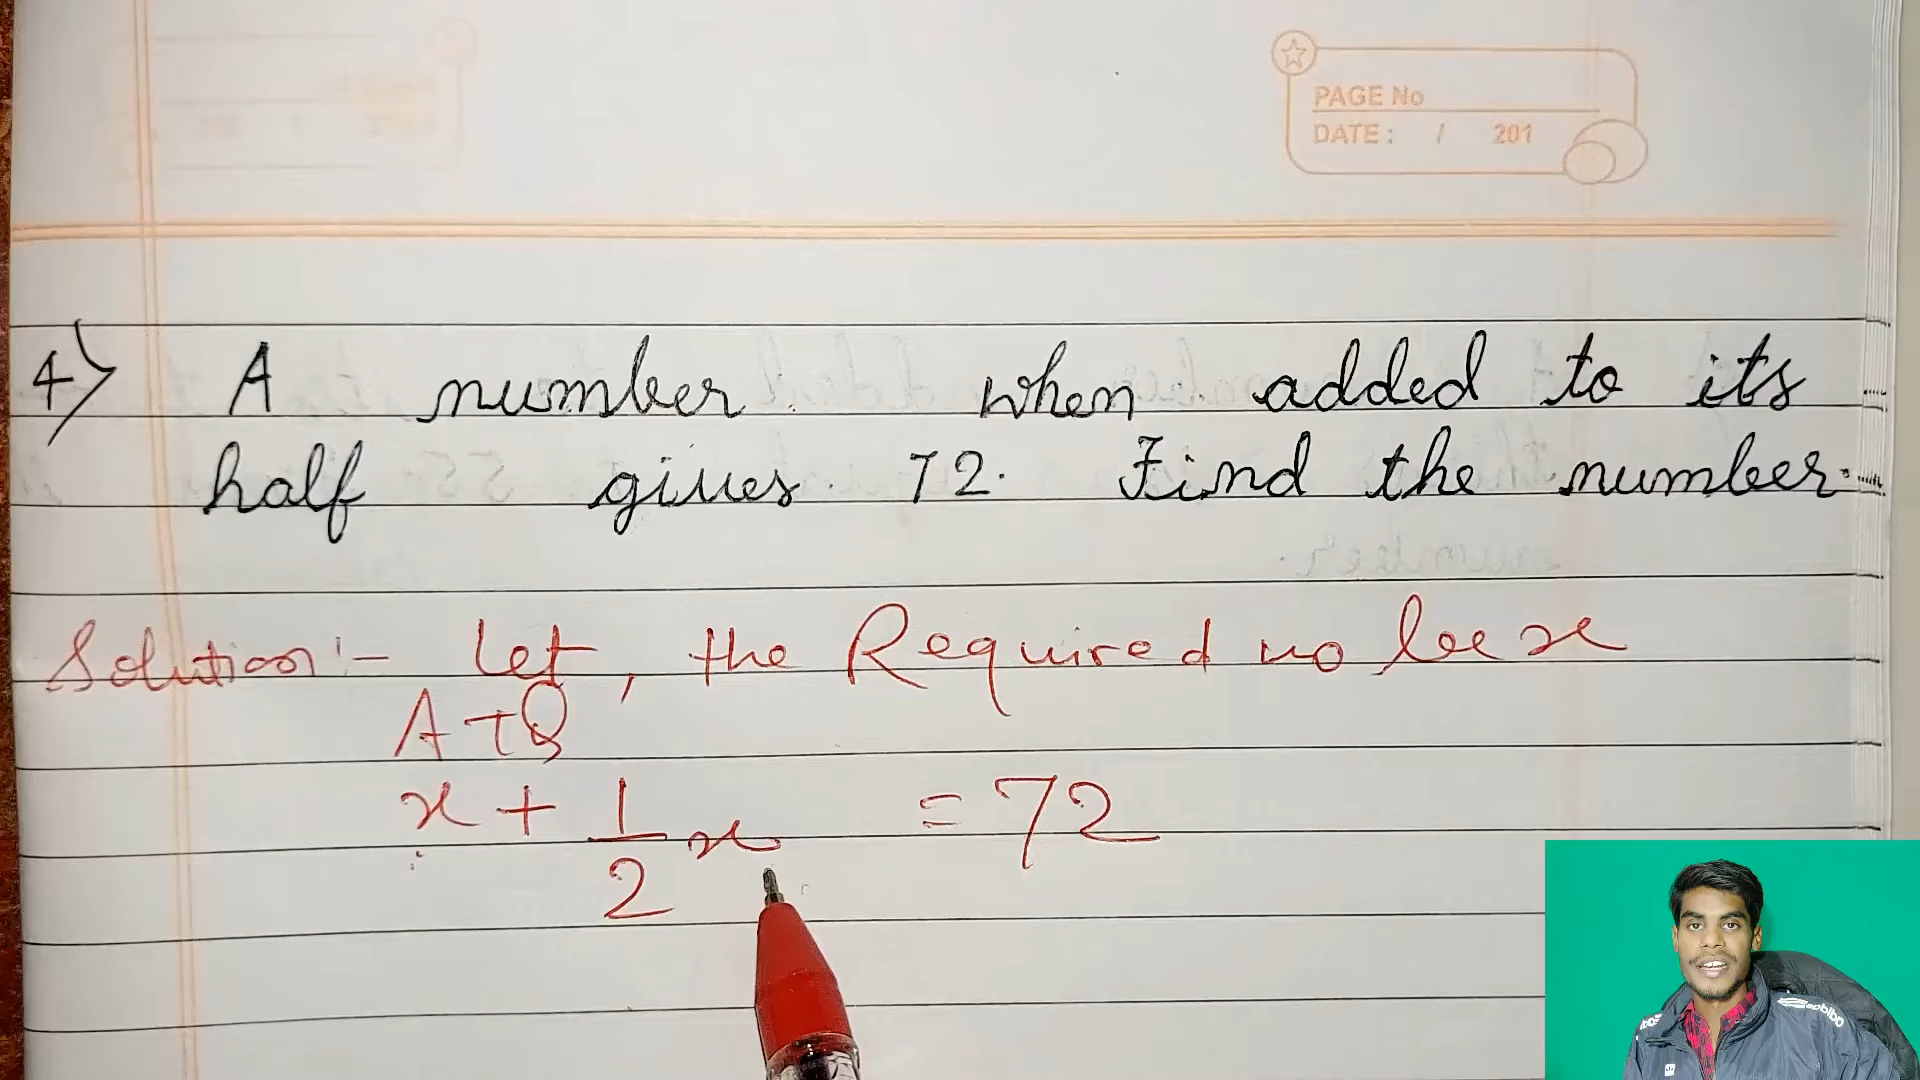 PAGE No
DATE : / 201
4) A number when added to its
half gives 72. Find the number.
Solution :- Let, the Required no be x
ATQ
x + 1/2 x = 72